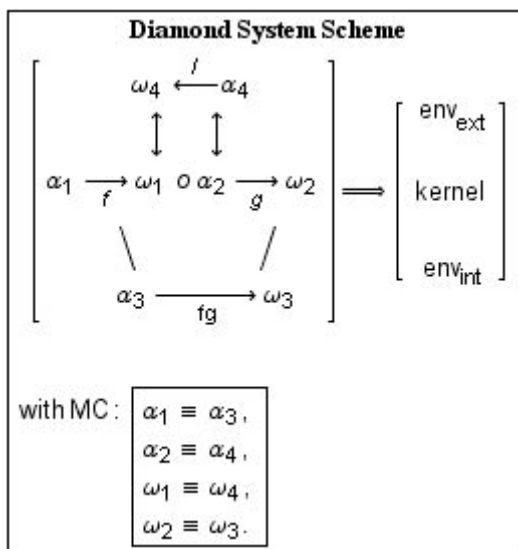 Diamond System Scheme
l
ω4 ← α4
env_ext
α1 → ω1 o α2 → ω2 ⟹ kernel
f g
env_int
α3 → ω3
fg
with MC : α1 ≡ α3 ,
α2 ≡ α4 ,
ω1 ≡ ω4 ,
ω2 ≡ ω3 .